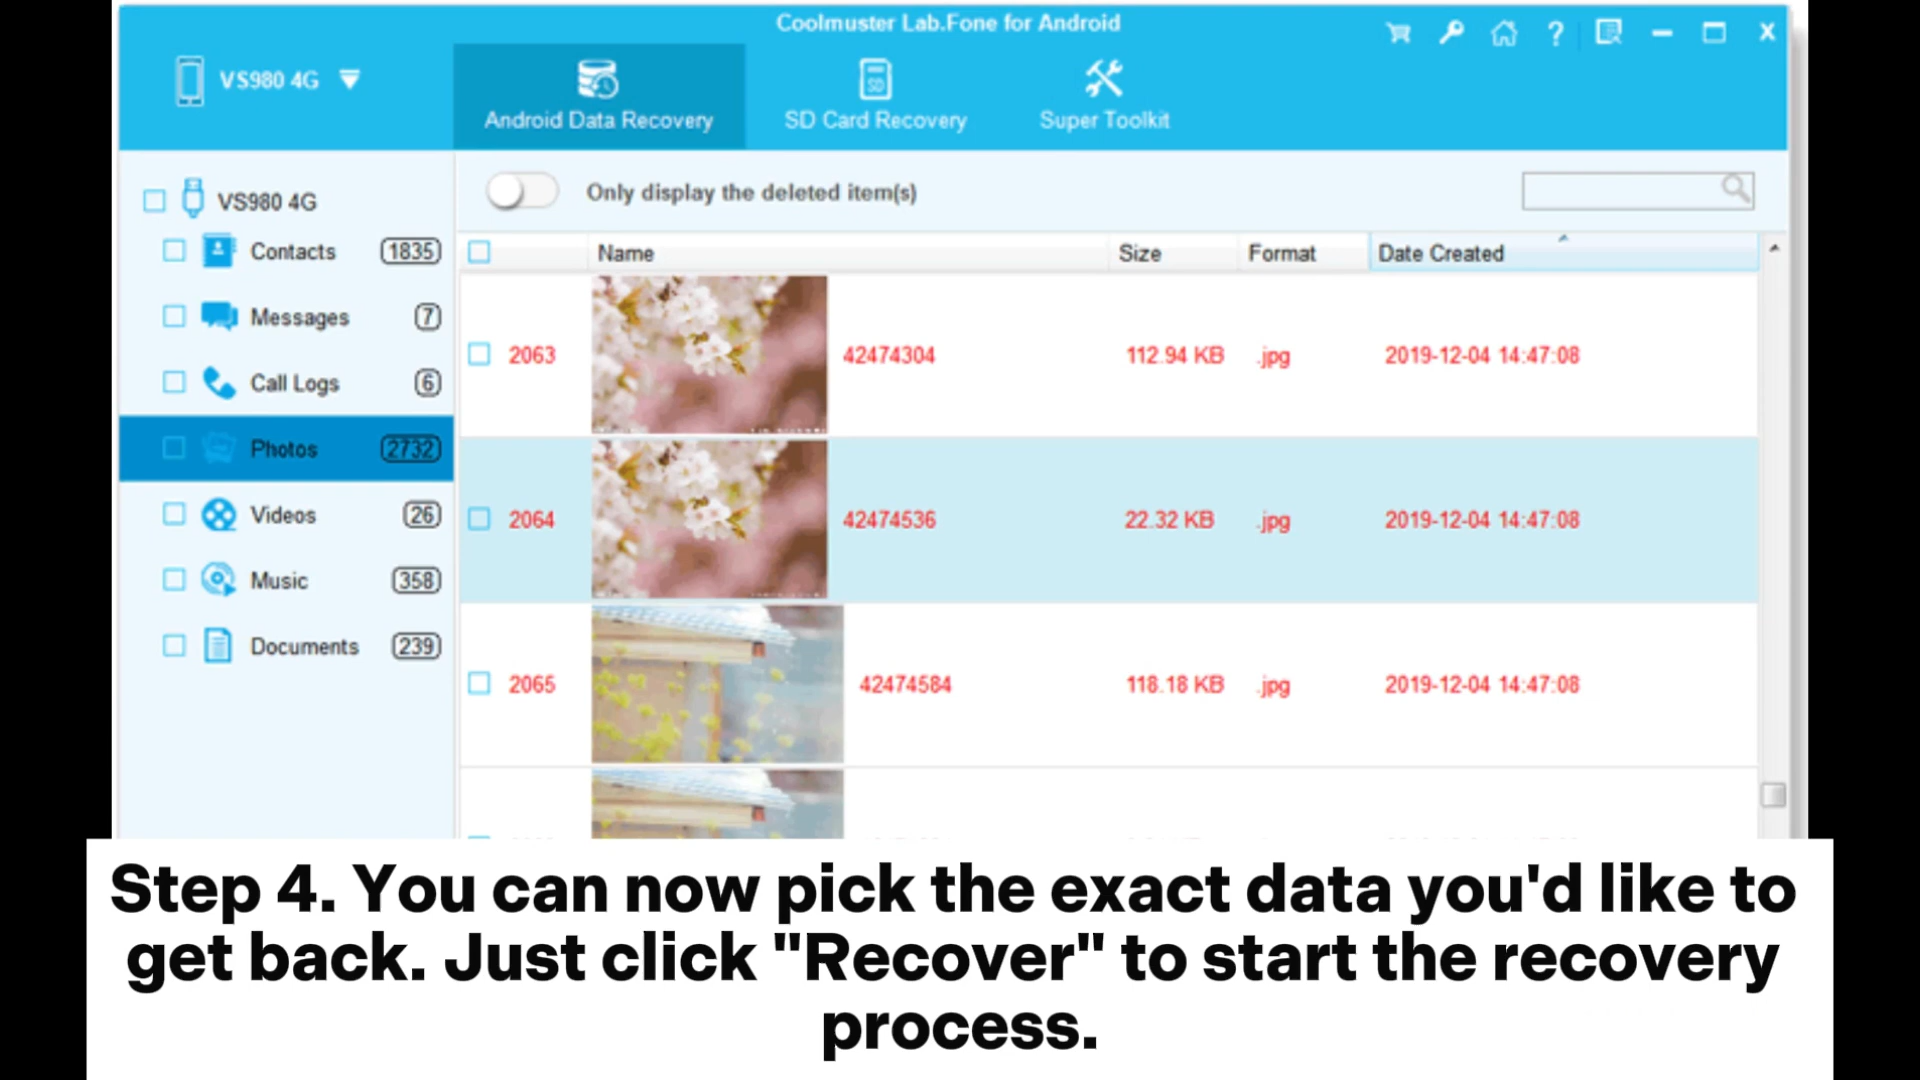 Coolmuster Lab.Fone for Android
VS980 4G
Android Data Recovery
SD
SD Card Recovery
Super Toolkit
?
VS980 4G
Only display the deleted item(s)
Contacts 1835
Messages 7
Call Logs 6
Photos 2732
Videos 26
Music 358
Documents 239
Name Size Format Date Created
2063 42474304 112.94 KB .jpg 2019-12-04 14:47:08
2064 42474536 22.32 KB .jpg 2019-12-04 14:47:08
2065 42474584 118.18 KB .jpg 2019-12-04 14:47:08
Step 4. You can now pick the exact data you'd like to
get back. Just click "Recover" to start the recovery
process.